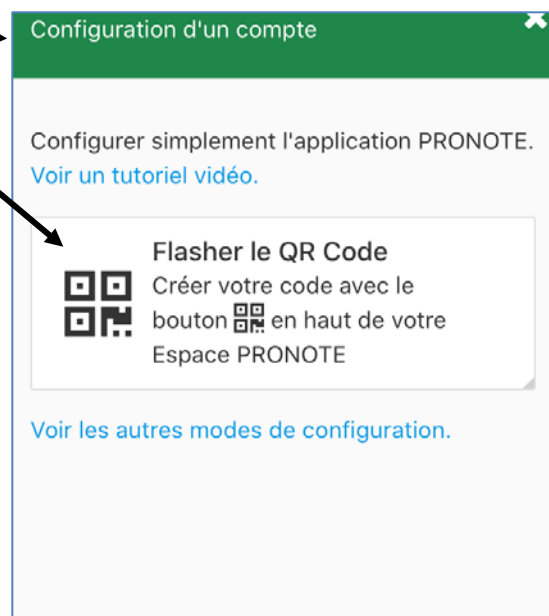 Configuration d'un compte
Configurer simplement l'application PRONOTE.
Voir un tutoriel vidéo.
Flasher le QR Code
Créer votre code avec le
bouton en haut de votre
Espace PRONOTE
Voir les autres modes de configuration.